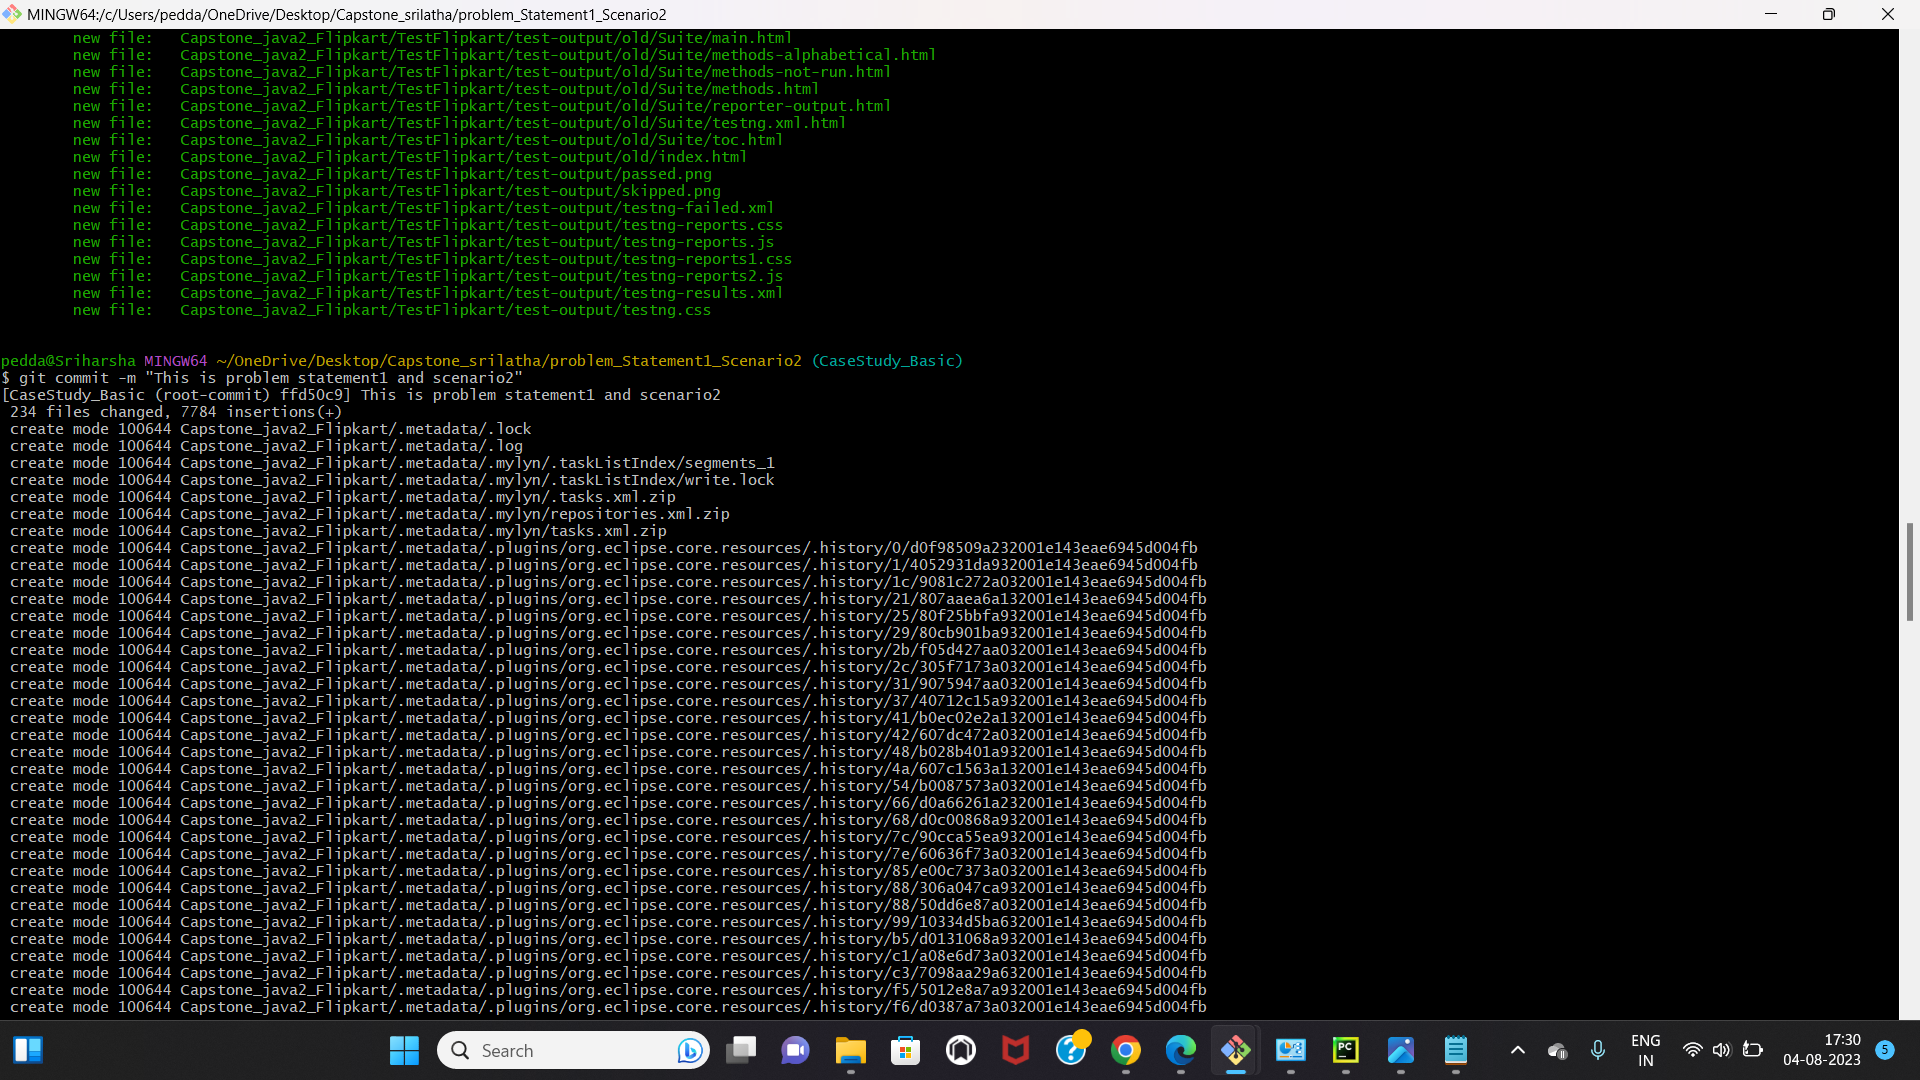 MINGW64:/c/Users/pedda/OneDrive/Desktop/Capstone_srilatha/problem_Statement1_Scenario2
new file:   Capstone_java2_Flipkart/TestFlipkart/test-output/old/Suite/main.html
new file:   Capstone_java2_Flipkart/TestFlipkart/test-output/old/Suite/methods-alphabetical.html
new file:   Capstone_java2_Flipkart/TestFlipkart/test-output/old/Suite/methods-not-run.html
new file:   Capstone_java2_Flipkart/TestFlipkart/test-output/old/Suite/methods.html
new file:   Capstone_java2_Flipkart/TestFlipkart/test-output/old/Suite/reporter-output.html
new file:   Capstone_java2_Flipkart/TestFlipkart/test-output/old/Suite/testng.xml.html
new file:   Capstone_java2_Flipkart/TestFlipkart/test-output/old/Suite/toc.html
new file:   Capstone_java2_Flipkart/TestFlipkart/test-output/old/index.html
new file:   Capstone_java2_Flipkart/TestFlipkart/test-output/passed.png
new file:   Capstone_java2_Flipkart/TestFlipkart/test-output/skipped.png
new file:   Capstone_java2_Flipkart/TestFlipkart/test-output/testng-failed.xml
new file:   Capstone_java2_Flipkart/TestFlipkart/test-output/testng-reports.css
new file:   Capstone_java2_Flipkart/TestFlipkart/test-output/testng-reports.js
new file:   Capstone_java2_Flipkart/TestFlipkart/test-output/testng-reports1.css
new file:   Capstone_java2_Flipkart/TestFlipkart/test-output/testng-reports2.js
new file:   Capstone_java2_Flipkart/TestFlipkart/test-output/testng-results.xml
new file:   Capstone_java2_Flipkart/TestFlipkart/test-output/testng.css
pedda@Sriharsha MINGW64 ~/OneDrive/Desktop/Capstone_srilatha/problem_Statement1_Scenario2 (CaseStudy_Basic)
$ git commit -m "This is problem statement1 and scenario2"
[CaseStudy_Basic (root-commit) ffd50c9] This is problem statement1 and scenario2
234 files changed, 7784 insertions(+)
create mode 100644 Capstone_java2_Flipkart/.metadata/.lock
create mode 100644 Capstone_java2_Flipkart/.metadata/.log
create mode 100644 Capstone_java2_Flipkart/.metadata/.mylyn/.taskListIndex/segments_1
create mode 100644 Capstone_java2_Flipkart/.metadata/.mylyn/.taskListIndex/write.lock
create mode 100644 Capstone_java2_Flipkart/.metadata/.mylyn/.tasks.xml.zip
create mode 100644 Capstone_java2_Flipkart/.metadata/.mylyn/repositories.xml.zip
create mode 100644 Capstone_java2_Flipkart/.metadata/.mylyn/tasks.xml.zip
create mode 100644 Capstone_java2_Flipkart/.metadata/.plugins/org.eclipse.core.resources/.history/0/d0f98509a232001e143eae6945d004fb
create mode 100644 Capstone_java2_Flipkart/.metadata/.plugins/org.eclipse.core.resources/.history/1/4052931da932001e143eae6945d004fb
create mode 100644 Capstone_java2_Flipkart/.metadata/.plugins/org.eclipse.core.resources/.history/1c/9081c272a032001e143eae6945d004fb
create mode 100644 Capstone_java2_Flipkart/.metadata/.plugins/org.eclipse.core.resources/.history/21/807aaea6a132001e143eae6945d004fb
create mode 100644 Capstone_java2_Flipkart/.metadata/.plugins/org.eclipse.core.resources/.history/25/80f25bbfa932001e143eae6945d004fb
create mode 100644 Capstone_java2_Flipkart/.metadata/.plugins/org.eclipse.core.resources/.history/29/80cb901ba932001e143eae6945d004fb
create mode 100644 Capstone_java2_Flipkart/.metadata/.plugins/org.eclipse.core.resources/.history/2b/f05d427aa032001e143eae6945d004fb
create mode 100644 Capstone_java2_Flipkart/.metadata/.plugins/org.eclipse.core.resources/.history/2c/305f7173a032001e143eae6945d004fb
create mode 100644 Capstone_java2_Flipkart/.metadata/.plugins/org.eclipse.core.resources/.history/31/9075947aa032001e143eae6945d004fb
create mode 100644 Capstone_java2_Flipkart/.metadata/.plugins/org.eclipse.core.resources/.history/37/40712c15a932001e143eae6945d004fb
create mode 100644 Capstone_java2_Flipkart/.metadata/.plugins/org.eclipse.core.resources/.history/41/b0ec02e2a132001e143eae6945d004fb
create mode 100644 Capstone_java2_Flipkart/.metadata/.plugins/org.eclipse.core.resources/.history/42/607dc472a032001e143eae6945d004fb
create mode 100644 Capstone_java2_Flipkart/.metadata/.plugins/org.eclipse.core.resources/.history/48/b028b401a932001e143eae6945d004fb
create mode 100644 Capstone_java2_Flipkart/.metadata/.plugins/org.eclipse.core.resources/.history/4a/607c1563a132001e143eae6945d004fb
create mode 100644 Capstone_java2_Flipkart/.metadata/.plugins/org.eclipse.core.resources/.history/54/b0087573a032001e143eae6945d004fb
create mode 100644 Capstone_java2_Flipkart/.metadata/.plugins/org.eclipse.core.resources/.history/66/d0a66261a232001e143eae6945d004fb
create mode 100644 Capstone_java2_Flipkart/.metadata/.plugins/org.eclipse.core.resources/.history/68/d0c00868a932001e143eae6945d004fb
create mode 100644 Capstone_java2_Flipkart/.metadata/.plugins/org.eclipse.core.resources/.history/7c/90cca55ea932001e143eae6945d004fb
create mode 100644 Capstone_java2_Flipkart/.metadata/.plugins/org.eclipse.core.resources/.history/7e/60636f73a032001e143eae6945d004fb
create mode 100644 Capstone_java2_Flipkart/.metadata/.plugins/org.eclipse.core.resources/.history/85/e00c7373a032001e143eae6945d004fb
create mode 100644 Capstone_java2_Flipkart/.metadata/.plugins/org.eclipse.core.resources/.history/88/306a047ca932001e143eae6945d004fb
create mode 100644 Capstone_java2_Flipkart/.metadata/.plugins/org.eclipse.core.resources/.history/88/50dd6e87a032001e143eae6945d004fb
create mode 100644 Capstone_java2_Flipkart/.metadata/.plugins/org.eclipse.core.resources/.history/99/10334d5ba632001e143eae6945d004fb
create mode 100644 Capstone_java2_Flipkart/.metadata/.plugins/org.eclipse.core.resources/.history/b5/d0131068a932001e143eae6945d004fb
create mode 100644 Capstone_java2_Flipkart/.metadata/.plugins/org.eclipse.core.resources/.history/c1/a08e6d73a032001e143eae6945d004fb
create mode 100644 Capstone_java2_Flipkart/.metadata/.plugins/org.eclipse.core.resources/.history/c3/7098aa29a632001e143eae6945d004fb
create mode 100644 Capstone_java2_Flipkart/.metadata/.plugins/org.eclipse.core.resources/.history/f5/5012e8a7a932001e143eae6945d004fb
create mode 100644 Capstone_java2_Flipkart/.metadata/.plugins/org.eclipse.core.resources/.history/f6/d0387a73a032001e143eae6945d004fb
Search
PC
ENG
IN
17:30
04-08-2023
5